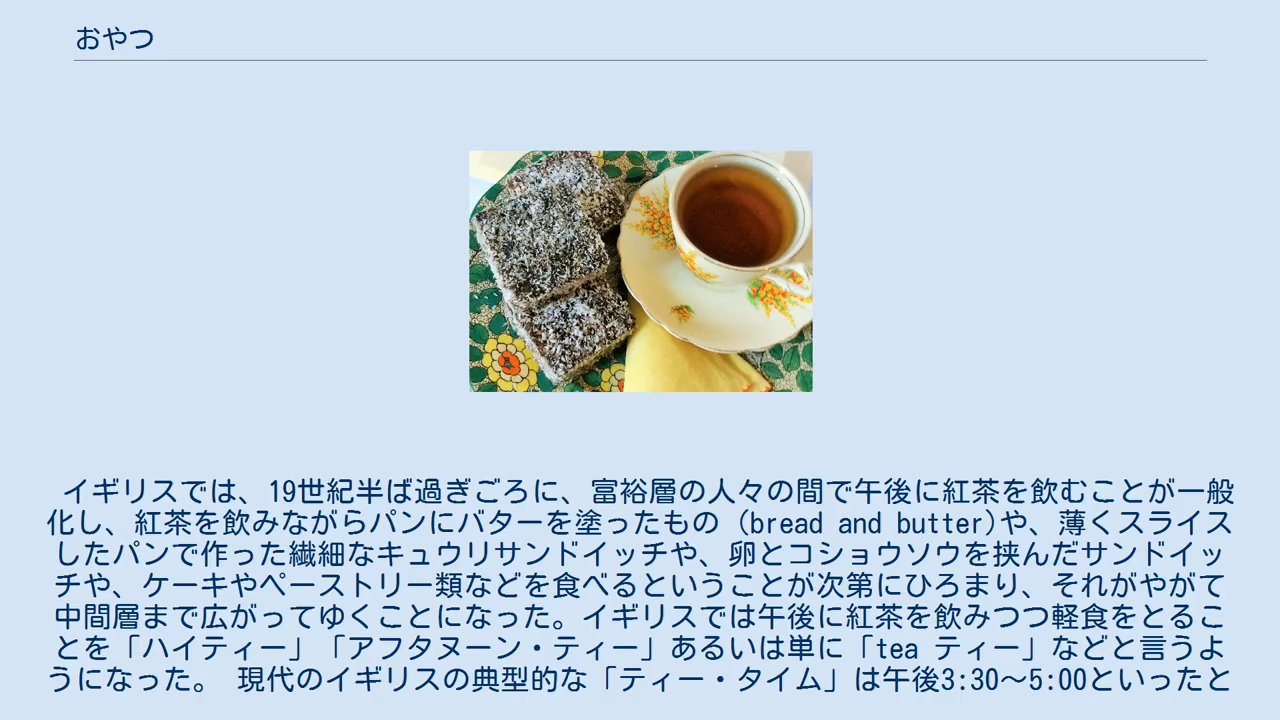 おやつ
イギリスでは、19世紀半ば過ぎごろに、富裕層の人々の間で午後に紅茶を飲むことが一般
化し、紅茶を飲みながらパンにバターを塗ったもの (bread and butter)や、薄くスライス
したパンで作った繊細なキュウリサンドイッチや、卵とコショウソウを挟んだサンドイッ
チや、ケーキやペーストリー類などを食べるということが次第にひろまり、それがやがて
中間層まで広がってゆくことになった。イギリスでは午後に紅茶を飲みつつ軽食をとるこ
とを「ハイティー」「アフタヌーン・ティー」あるいは単に「tea ティー」などと言うよ
うになった。 現代のイギリスの典型的な「ティー・タイム」は午後3:30〜5:00といったと